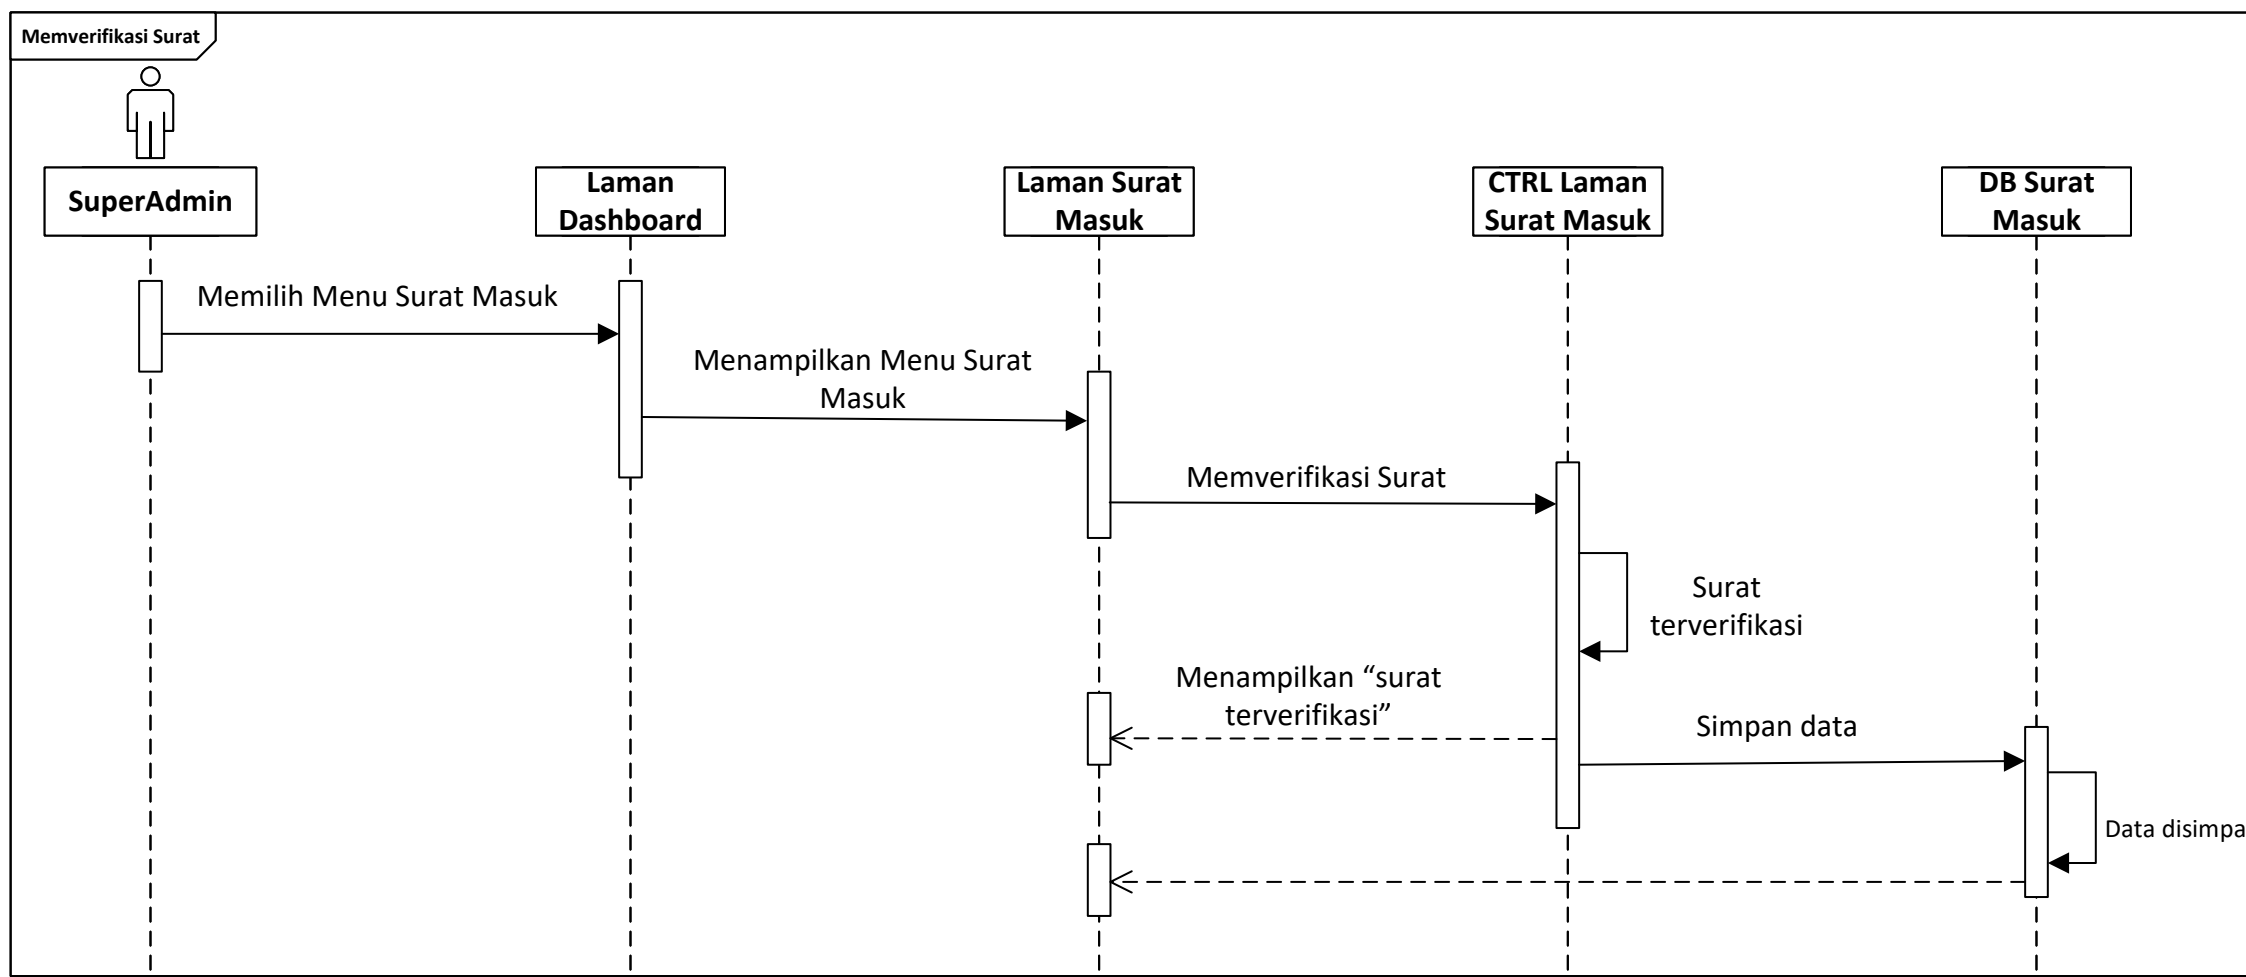 Memverifikasi Surat
SuperAdmin
Laman
Dashboard
Laman Surat
Masuk
CTRL Laman
Surat Masuk
DB Surat
Masuk
Memilih Menu Surat Masuk
Menampilkan Menu Surat
Masuk
Memverifikasi Surat
Surat
terverifikasi
Menampilkan “surat
terverifikasi”
Simpan data
Data disimpa